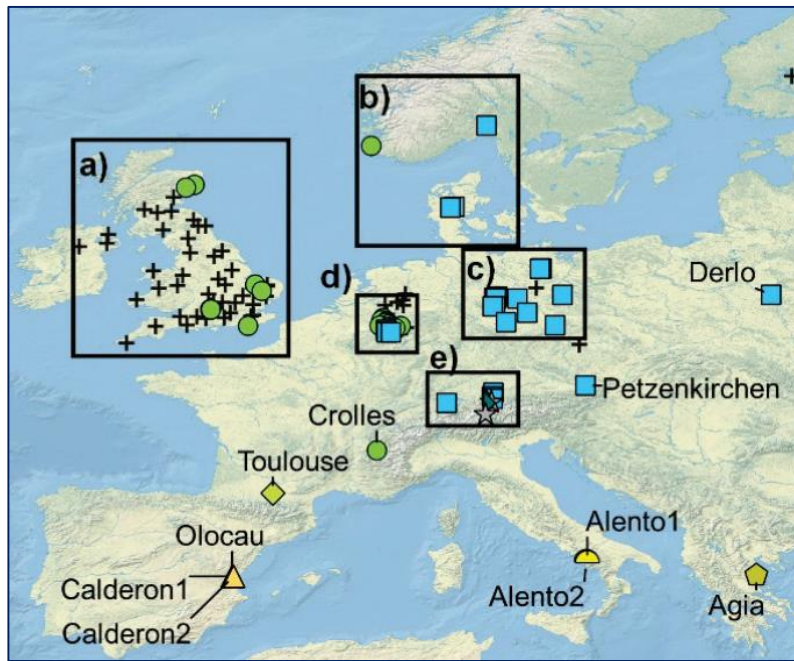 b)
a)
c)
Derlo
d)
e)
Petzenkirchen
Crolles
Toulouse
Olocau
Alento1
Calderon1
Alento2
Agia
Calderon2